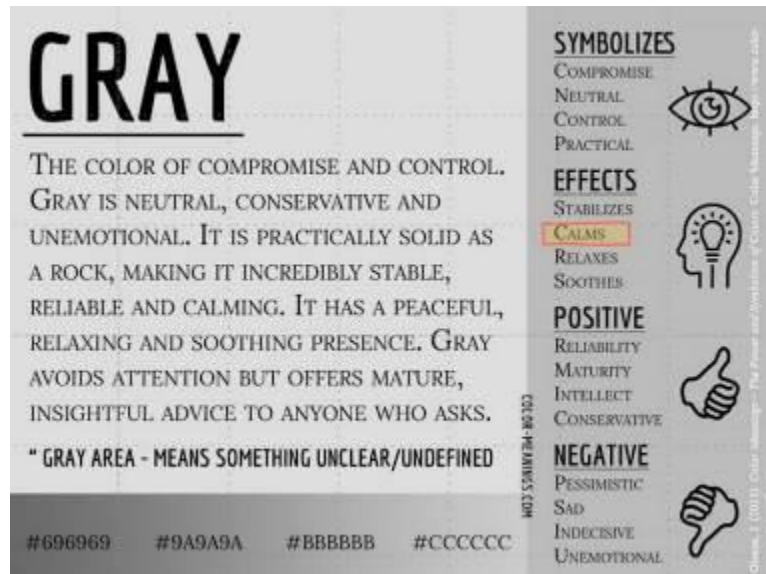 GRAY
THE COLOR OF COMPROMISE AND CONTROL.
GRAY IS NEUTRAL, CONSERVATIVE AND
UNEMOTIONAL. IT IS PRACTICALLY SOLID AS
A ROCK, MAKING IT INCREDIBLY STABLE,
RELIABLE AND CALMING. IT HAS A PEACEFUL,
RELAXING AND SOOTHING PRESENCE. GRAY
AVOIDS ATTENTION BUT OFFERS MATURE,
INSIGHTFUL ADVICE TO ANYONE WHO ASKS.
" GRAY AREA - MEANS SOMETHING UNCLEAR/UNDEFINED
#696969 #9A9A9A #BBBBBB #CCCCCC
COLOR-MEANINGS.COM
SYMBOLIZES
COMPROMISE
NEUTRAL
CONTROL
PRACTICAL
EFFECTS
STABILIZES
CALMS
RELAXES
SOOTHES
POSITIVE
RELIABILITY
MATURITY
INTELLECT
CONSERVATIVE
NEGATIVE
PESSIMISTIC
SAD
INDECISIVE
UNEMOTIONAL